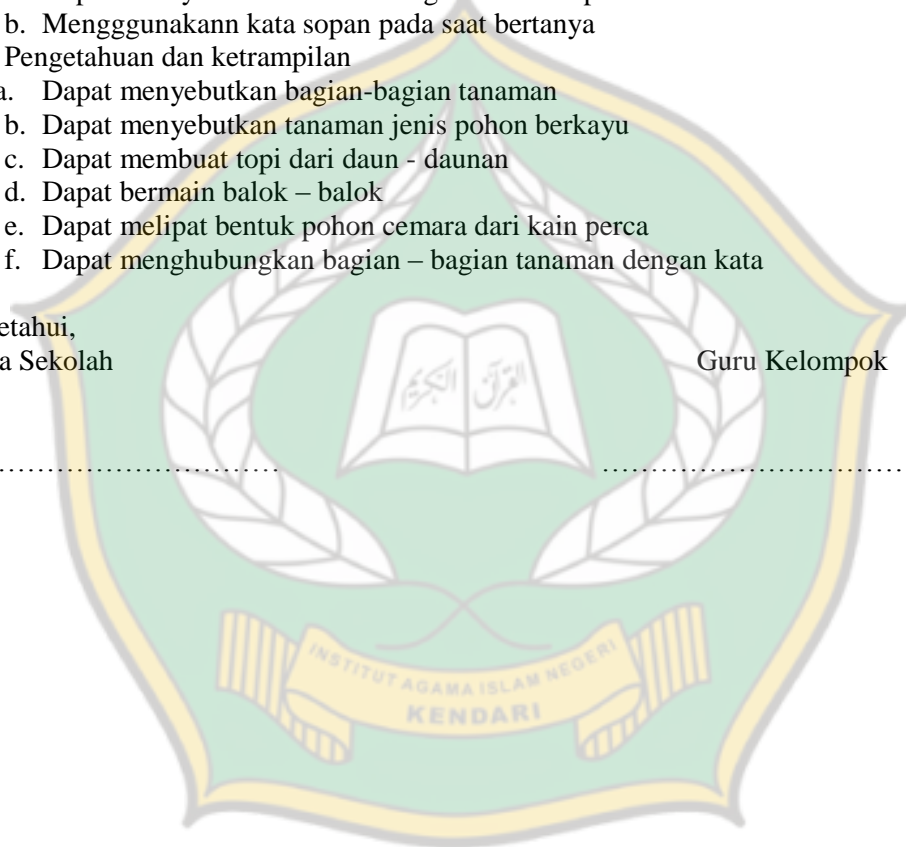 b. Mengggunakann kata sopan pada saat bertanya
Pengetahuan dan ketrampilan
a. Dapat menyebutkan bagian-bagian tanaman
b. Dapat menyebutkan tanaman jenis pohon berkayu
c. Dapat membuat topi dari daun - daunan
d. Dapat bermain balok – balok
e. Dapat melipat bentuk pohon cemara dari kain perca
f. Dapat menghubungkan bagian – bagian tanaman dengan kata
etahui,
a Sekolah Guru Kelompok
القرآن الكريم
…………………………… ……………………………
INSTITUT AGAMA ISLAM NEGERI
KENDARI